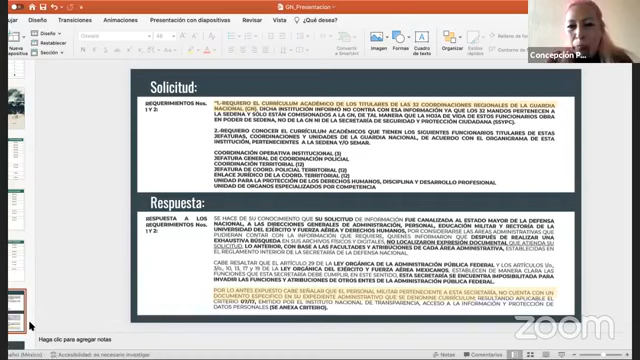 GN_Presentacion
Transiciones
Animaciones
Presentación con diapositivas
Grabar
Revisar
Vista
¿Qué desea?
Diseño
Restablecer
Sección
Convertir
a SmartArt
Imagen
Formas
Cuadro
de texto
Organizar
Estilos
rápidos
Concepción P...
Solicitud:
REQUERIMIENTOS Nos.
1 Y 2:
"1.-REQUIERO EL CURRÍCULUM ACADÉMICO DE LOS TITULARES DE LAS 32 COORDINACIONES REGIONALES DE LA GUARDIA
NACIONAL (GN). DICHA INSTITUCIÓN INFORMÓ NO CONTRA CON ESA INFORMACIÓN YA QUE LOS 32 MANDOS PERTENECEN A
LA SEDENA Y SÓLO ESTÁN COMISIONADOS A LA GN, DE TAL MANERA QUE LA HOJA DE VIDA DE ESTOS FUNCIONARIOS OBRA
EN PODER DE SEDENA, NO DE LA GN NI DE LA SECRETARÍA DE SEGURIDAD Y PROTECCIÓN CIUDADANA (SSYPC).
2.-REQUIERO CONOCER EL CURRÍCULUM ACADÉMICOS QUE TIENEN LOS SIGUIENTES FUNCIONARIOS TITULARES DE ESTAS
JEFATURAS, COORDINACIONES Y UNIDADES DE LA GUARDIA NACIONAL, DE ACUERDO CON EL ORGANIGRAMA DE ESTA
INSTITUCIÓN, PERTENECIENTES A LA SEDENA Y/O SEMAR.
COORDINACIÓN OPERATIVA INSTITUCIONAL (3)
JEFATURA GENERAL DE COORDINACIÓN POLICIAL
COORDINACIÓN TERRITORIAL (12)
JEFATURA DE COORD. POLICIAL TERRITORIAL (12)
ENLACE JURÍDICO DE LA COORD. TERRITORIAL (12)
UNIDAD PARA LA PROTECCIÓN DE LOS DERECHOS HUMANOS, DISCIPLINA Y DESARROLLO PROFESIONAL
UNIDAD DE ÓRGANOS ESPECIALIZADOS POR COMPETENCIA
Respuesta:
RESPUESTA A LOS
REQUERIMIENTOS Nos.
1 Y 2:
SE HACE DE SU CONOCIMIENTO QUE SU SOLICITUD DE INFORMACIÓN FUE CANALIZADA AL ESTADO MAYOR DE LA DEFENSA
NACIONAL, A LAS DIRECCIONES GENERALES DE ADMINISTRACIÓN, PERSONAL, EDUCACIÓN MILITAR Y RECTORÍA DE LA
UNIVERSIDAD DEL EJÉRCITO Y FUERZA AÉREA Y DERECHOS HUMANOS, POR CONSIDERARSE LAS ÁREAS ADMINISTRATIVAS QUE
PUDIERAN CONTAR CON LA INFORMACIÓN QUE REQUIERE, QUIENES INFORMARON QUE DESPUÉS DE REALIZAR UNA
EXHAUSTIVA BÚSQUEDA EN SUS ARCHIVOS FÍSICOS Y DIGITALES, NO LOCALIZARON EXPRESIÓN DOCUMENTAL QUE ATIENDA SU
SOLICITUD, LO ANTERIOR, CON BASE A LAS FACULTADES Y ATRIBUCIONES DE CADA ÁREA ADMINISTRATIVA, ESTABLECIDAS EN
EL REGLAMENTO INTERIOR DE LA SECRETARÍA DE LA DEFENSA NACIONAL.
CABE RESALTAR QUE EL ARTÍCULO 29 DE LA LEY ORGÁNICA DE LA ADMINISTRACIÓN PÚBLICA FEDERAL Y LOS ARTÍCULOS 1/o.,
3/o., 10, 13, 17 y 19 DE LA LEY ORGÁNICA DEL EJÉRCITO Y FUERZA AÉREA MEXICANOS, ESTABLECEN DE MANERA CLARA LAS
FUNCIONES QUE ESTA SECRETARÍA DEBE CUMPLIR, EN ESTE SENTIDO, ESTA SECRETARÍA SE ENCUENTRA IMPOSIBILITADA PARA
INVADIR LAS FUNCIONES Y ATRIBUCIONES DE OTROS ENTES DE LA ADMINISTRACIÓN PÚBLICA FEDERAL.
POR LO ANTES EXPUESTO CABE SEÑALAR QUE EL PERSONAL MILITAR PERTENECIENTE A ESTA SECRETARÍA, NO CUENTA CON UN
DOCUMENTO ESPECÍFICO EN SU EXPEDIENTE ADMINISTRATIVO QUE SE DENOMINE CURRÍCULUM; RESULTANDO APLICABLE EL
CRITERIO 07/17, EMITIDO POR EL INSTITUTO NACIONAL DE TRANSPARENCIA, ACCESO A LA INFORMACIÓN Y PROTECCIÓN DE
DATOS PERSONALES (SE ANEXA CRITERIO).
Haga clic para agregar notas
Accesibilidad: es necesario investigar
Notas
Comentarios
zoom